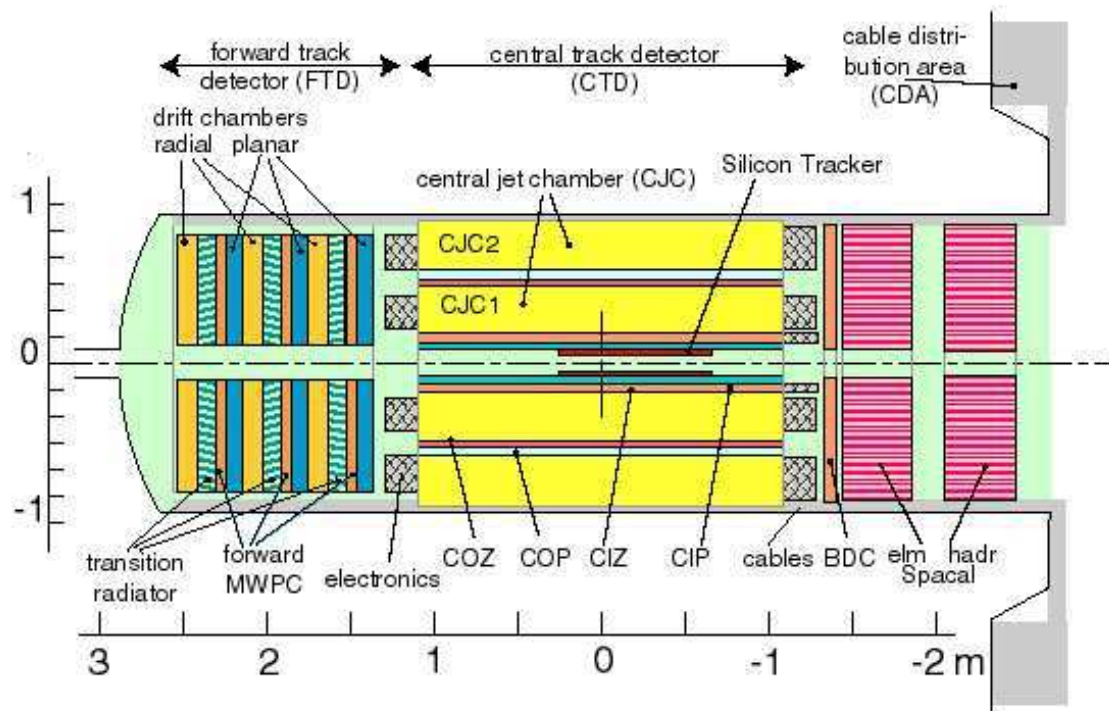 forward track
detector (FTD)
central track detector
(CTD)
cable distri-
bution area
(CDA)
drift chambers
radial planar
central jet chamber (CJC)
Silicon Tracker
1
CJC2
CJC1
0
-1
transition
radiator
forward
MWPC
electronics
COZ
COP
CIZ
CIP
cables
BDC
elm hadr
Spacal
3 2 1 0 -1 -2 m